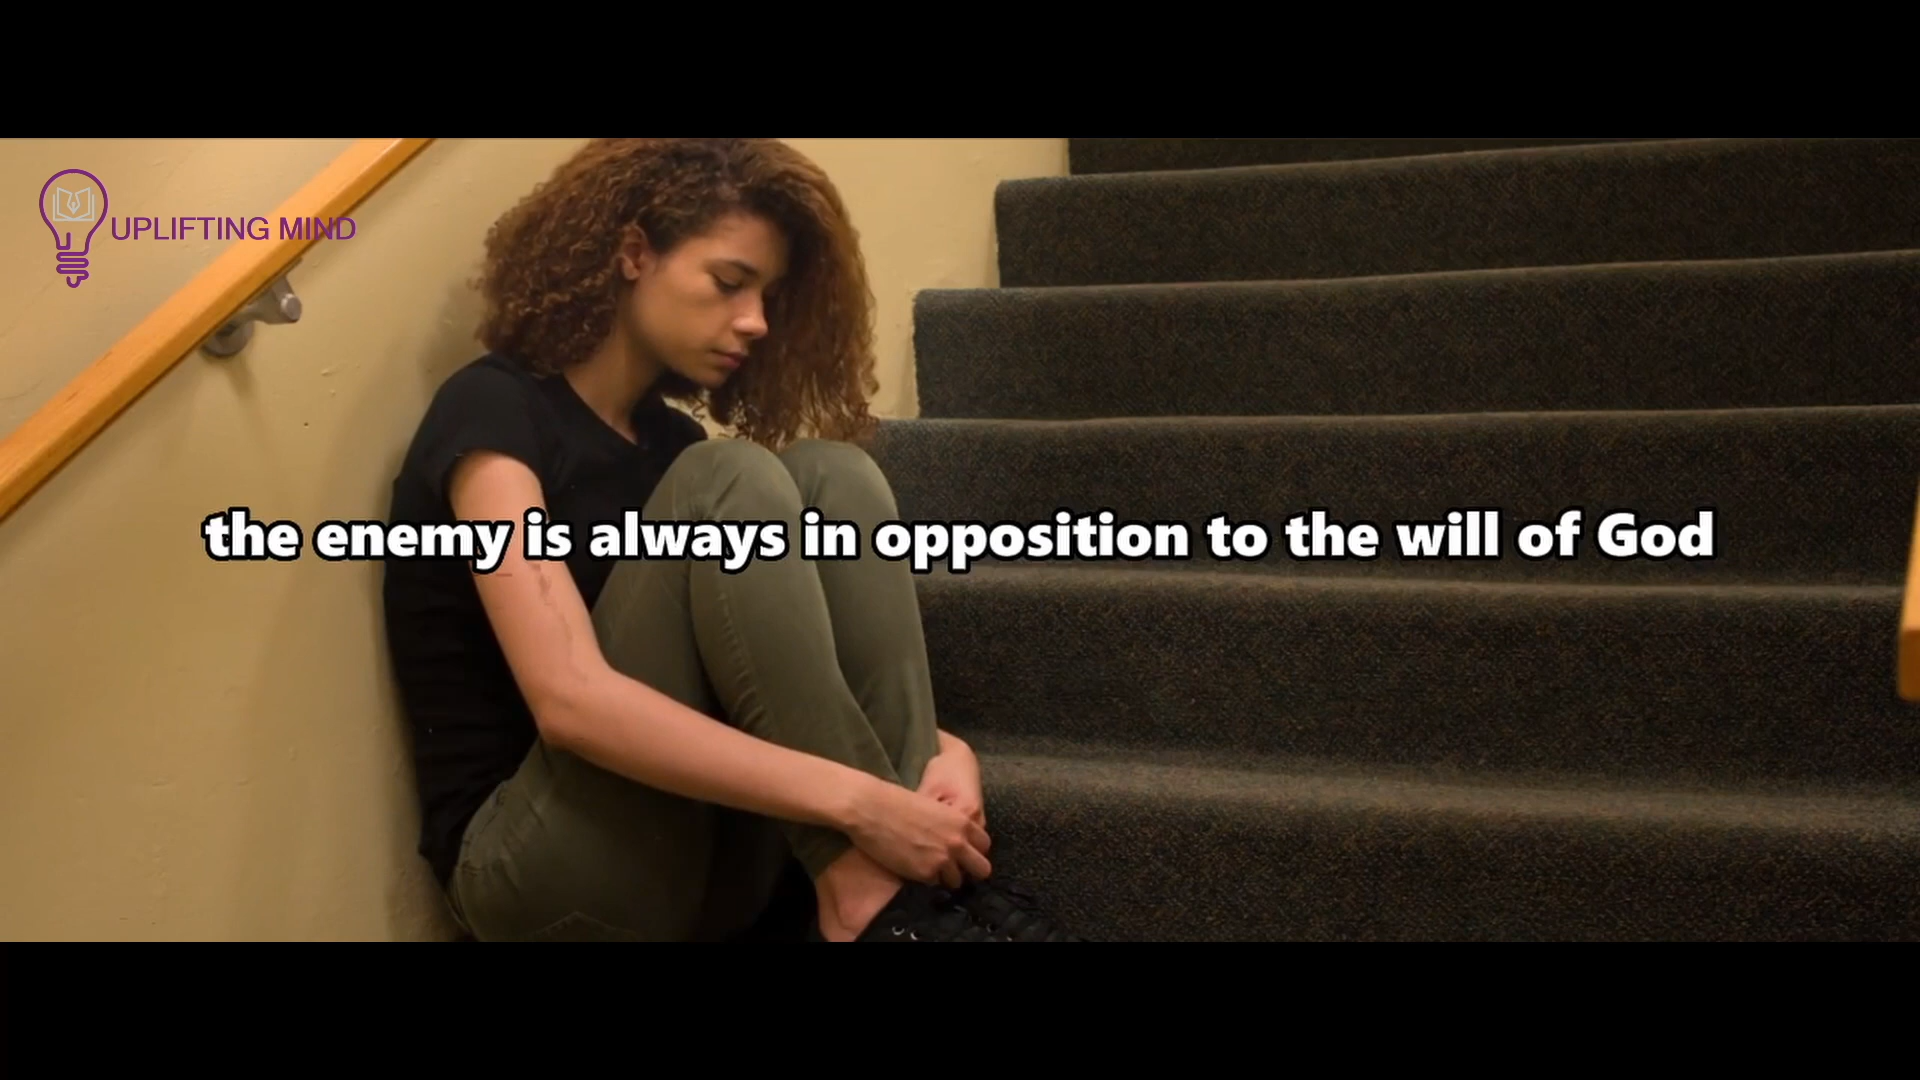 UPLIFTING MIND
the enemy is always in opposition to the will of God